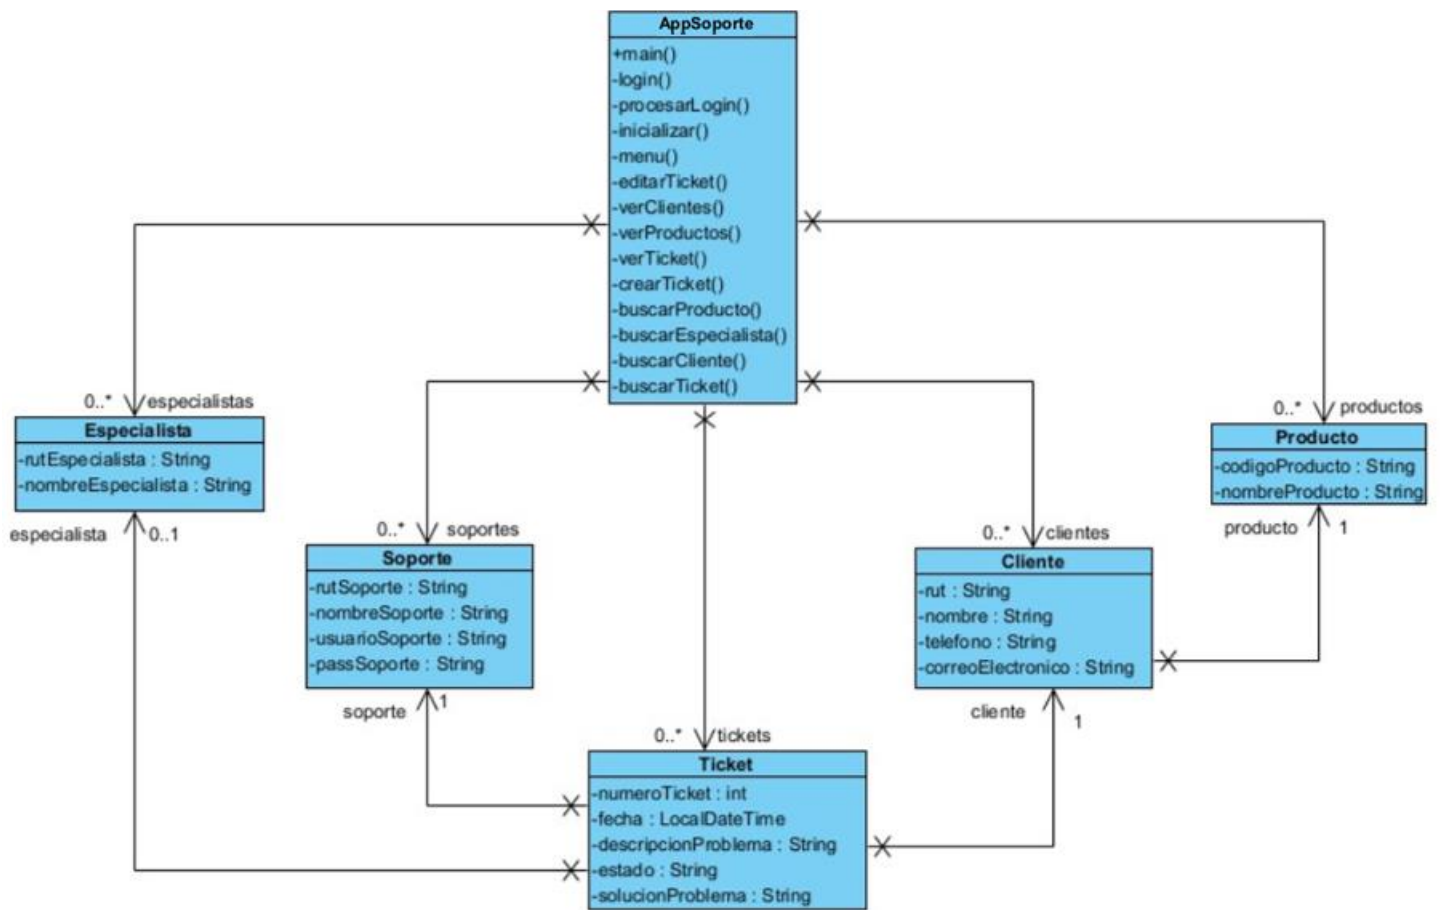 AppSoporte
+main()
-login()
-procesarLogin()
-inicializar()
-menu()
-editarTicket()
-verClientes()
-verProductos()
-verTicket()
-crearTicket()
-buscarProducto()
-buscarEspecialista()
-buscarCliente()
-buscarTicket()
0..* especialistas
Especialista
-rutEspecialista : String
-nombreEspecialista : String
especialista 0..1
0..* soportes
Soporte
-rutSoporte : String
-nombreSoporte : String
-usuarioSoporte : String
-passSoporte : String
soporte 1
0..* clientes
Cliente
-rut : String
-nombre : String
-telefono : String
-correoElectronico : String
cliente 1
0..* productos
Producto
-codigoProducto : String
-nombreProducto : String
producto 1
0..* tickets
Ticket
-numeroTicket : int
-fecha : LocalDateTime
-descripcionProblema : String
-estado : String
-solucionProblema : String